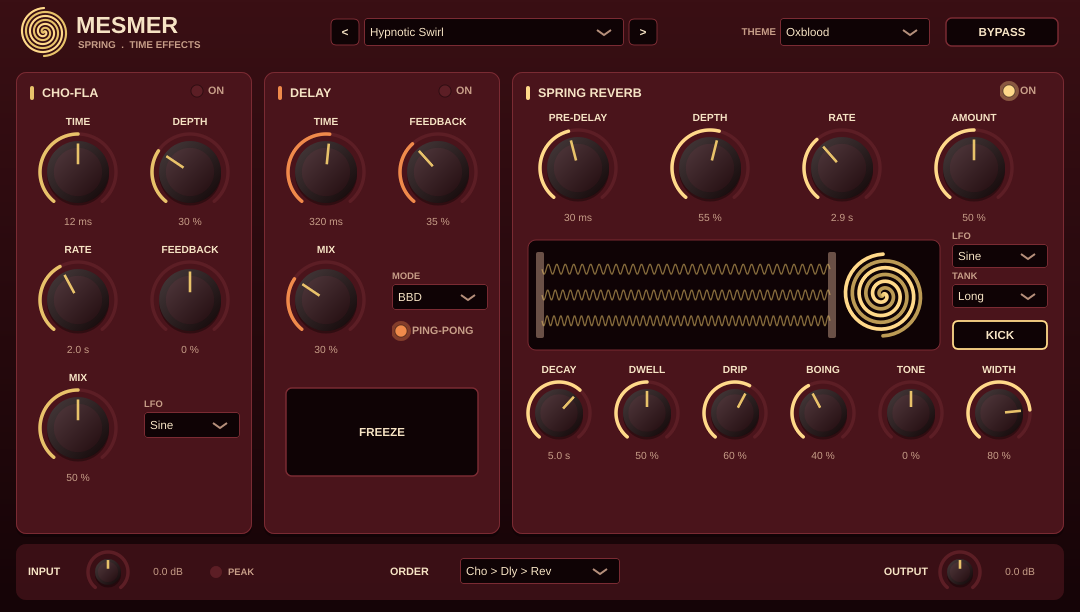 MESMER
SPRING . TIME EFFECTS
<
Hypnotic Swirl
>
THEME
Oxblood
BYPASS
CHO-FLA
ON
TIME
DEPTH
12 ms
30 %
RATE
FEEDBACK
2.0 s
0 %
MIX
LFO
Sine
50 %
DELAY
ON
TIME
FEEDBACK
320 ms
35 %
MIX
MODE
BBD
PING-PONG
30 %
FREEZE
SPRING REVERB
ON
PRE-DELAY
DEPTH
RATE
AMOUNT
30 ms
55 %
2.9 s
50 %
LFO
Sine
TANK
Long
KICK
DECAY
DWELL
DRIP
BOING
TONE
WIDTH
5.0 s
50 %
60 %
40 %
0 %
80 %
INPUT
0.0 dB
PEAK
ORDER
Cho > Dly > Rev
OUTPUT
0.0 dB